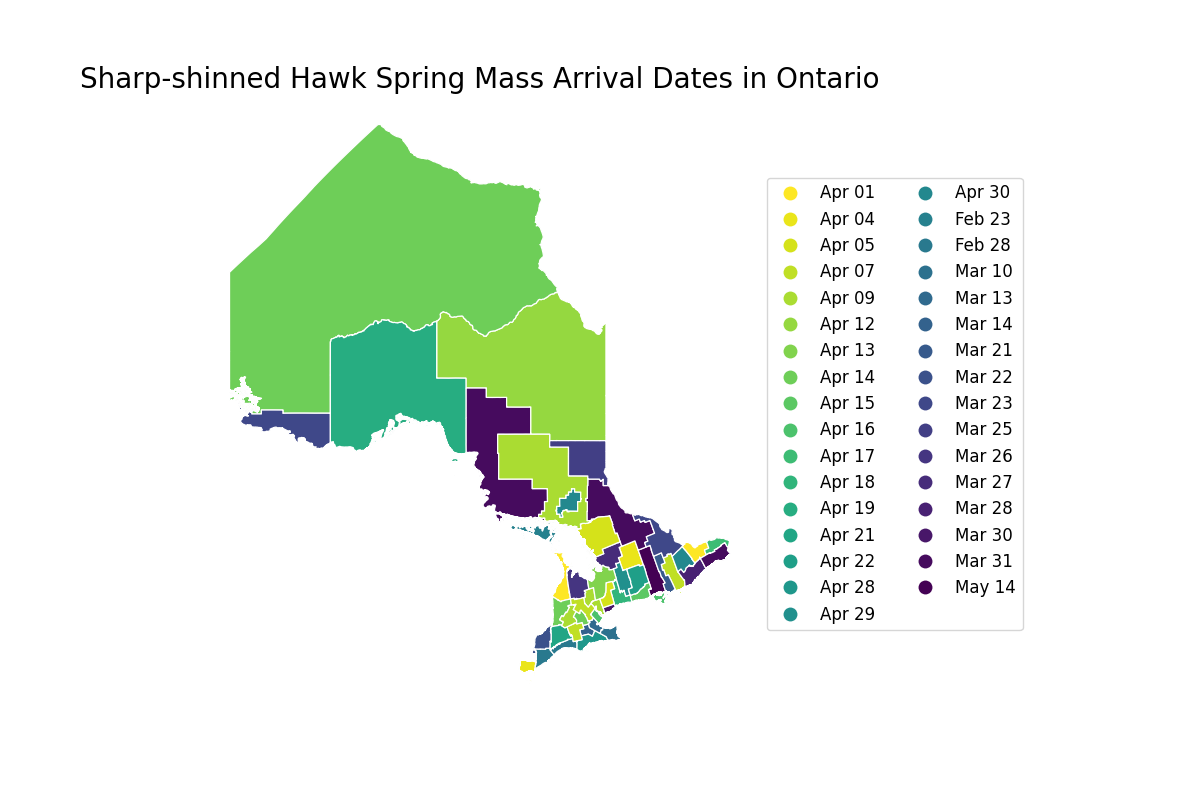 Sharp-shinned Hawk Spring Mass Arrival Dates in Ontario
Apr 01
Apr 04
Apr 05
Apr 07
Apr 09
Apr 12
Apr 13
Apr 14
Apr 15
Apr 16
Apr 17
Apr 18
Apr 19
Apr 21
Apr 22
Apr 28
Apr 29
Apr 30
Feb 23
Feb 28
Mar 10
Mar 13
Mar 14
Mar 21
Mar 22
Mar 23
Mar 25
Mar 26
Mar 27
Mar 28
Mar 30
Mar 31
May 14